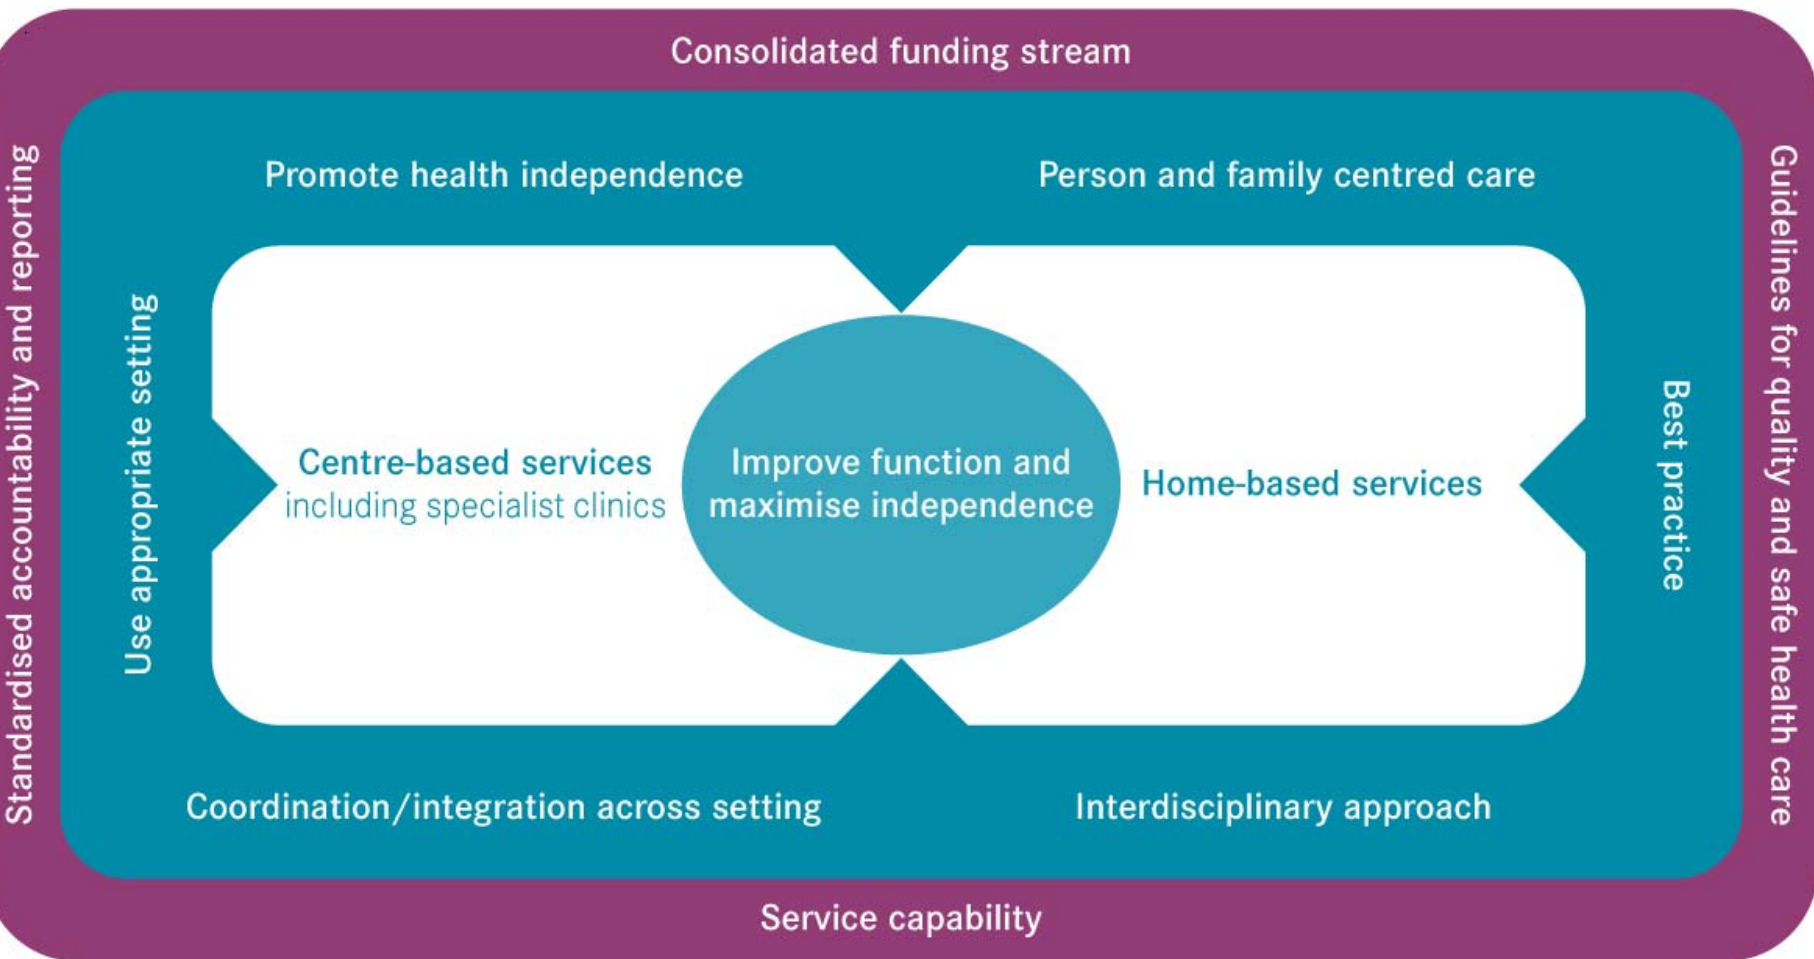 Consolidated funding stream
Standardised accountability and reporting
Guidelines for quality and safe health care
Promote health independence
Person and family centred care
Use appropriate setting
Best practice
Centre-based services
including specialist clinics
Improve function and
maximise independence
Home-based services
Coordination/integration across setting
Interdisciplinary approach
Service capability